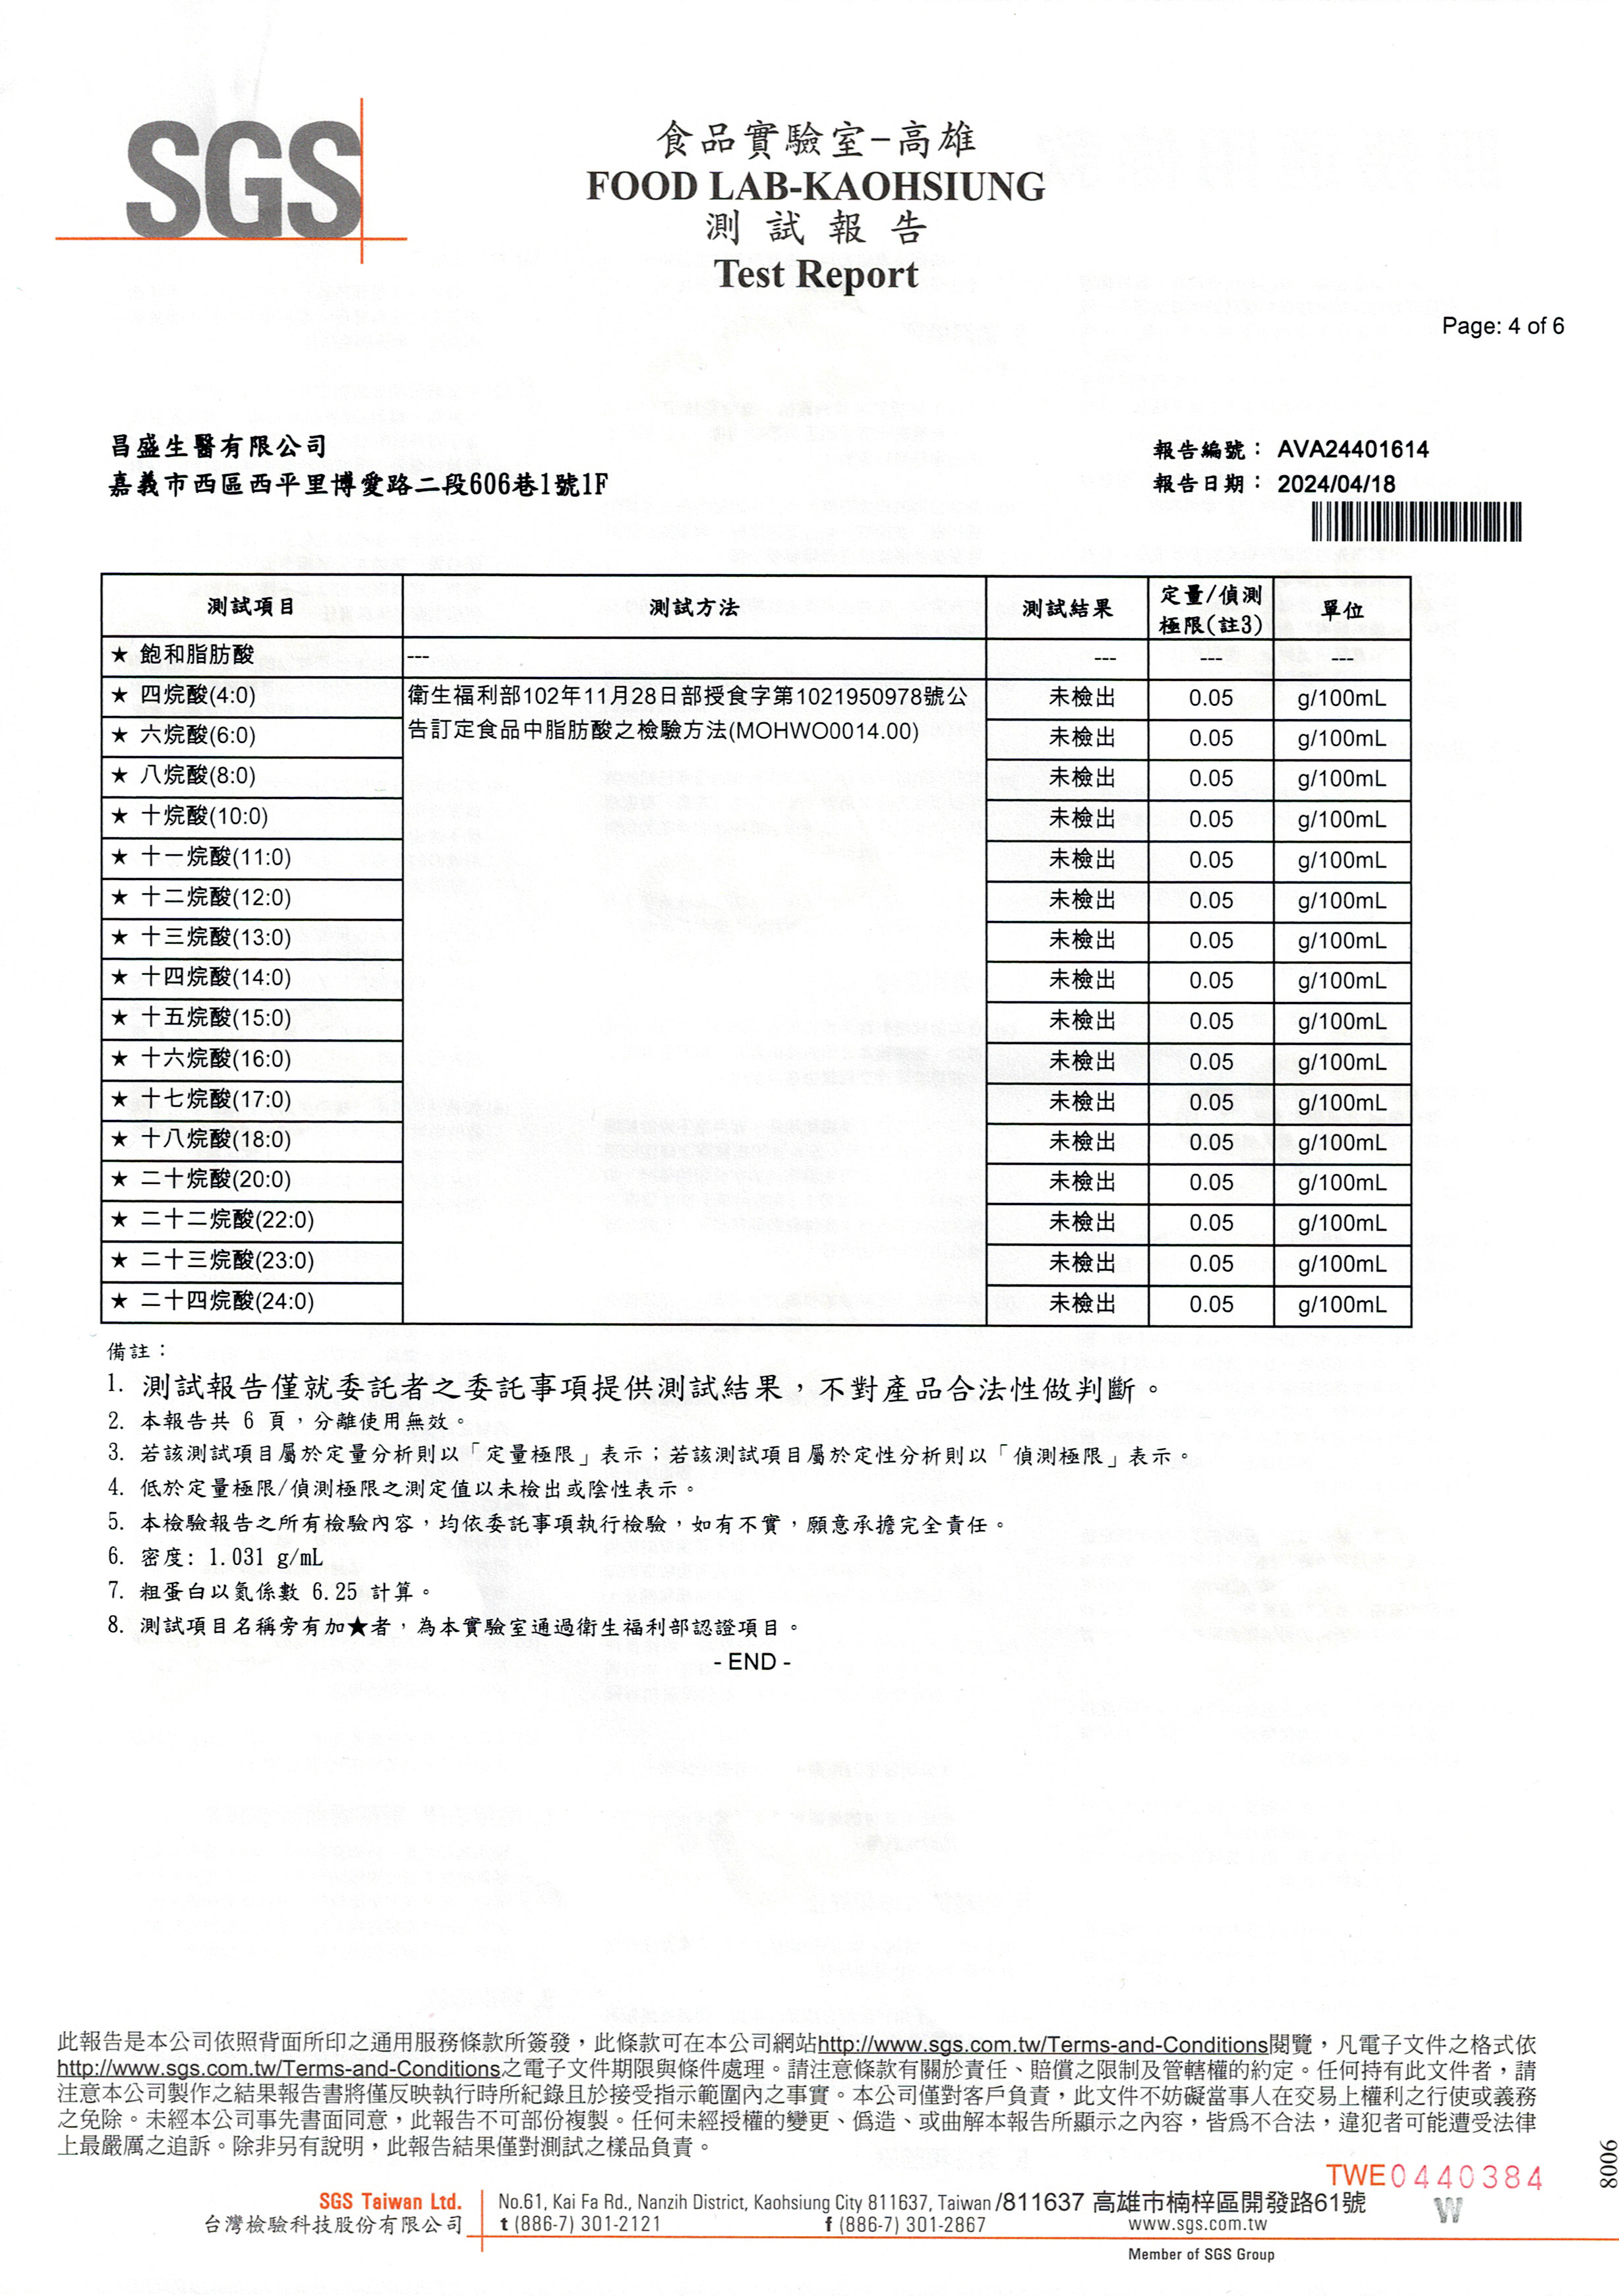 SGS
食品實驗室-高雄
FOOD LAB-KAOHSIUNG
測 試 報 告
Test Report
Page: 4 of 6
昌盛生醫有限公司
嘉義市西區西平里博愛路二段606巷1號1F
報告編號： AVA24401614
報告日期： 2024/04/18
測試項目 測試方法 測試結果 定量/偵測極限(註3) 單位
★ 飽和脂肪酸 --- --- --- ---
★ 四烷酸(4:0) 衛生福利部102年11月28日部授食字第1021950978號公 未檢出 0.05 g/100mL
告訂定食品中脂肪酸之檢驗方法(MOHWO0014.00)
★ 六烷酸(6:0) 未檢出 0.05 g/100mL
★ 八烷酸(8:0) 未檢出 0.05 g/100mL
★ 十烷酸(10:0) 未檢出 0.05 g/100mL
★ 十一烷酸(11:0) 未檢出 0.05 g/100mL
★ 十二烷酸(12:0) 未檢出 0.05 g/100mL
★ 十三烷酸(13:0) 未檢出 0.05 g/100mL
★ 十四烷酸(14:0) 未檢出 0.05 g/100mL
★ 十五烷酸(15:0) 未檢出 0.05 g/100mL
★ 十六烷酸(16:0) 未檢出 0.05 g/100mL
★ 十七烷酸(17:0) 未檢出 0.05 g/100mL
★ 十八烷酸(18:0) 未檢出 0.05 g/100mL
★ 二十烷酸(20:0) 未檢出 0.05 g/100mL
★ 二十二烷酸(22:0) 未檢出 0.05 g/100mL
★ 二十三烷酸(23:0) 未檢出 0.05 g/100mL
★ 二十四烷酸(24:0) 未檢出 0.05 g/100mL
備註：
1. 測試報告僅就委託者之委託事項提供測試結果，不對產品合法性做判斷。
2. 本報告共 6 頁，分離使用無效。
3. 若該測試項目屬於定量分析則以「定量極限」表示；若該測試項目屬於定性分析則以「偵測極限」表示。
4. 低於定量極限/偵測極限之測定值以未檢出或陰性表示。
5. 本檢驗報告之所有檢驗內容，均依委託事項執行檢驗，如有不實，願意承擔完全責任。
6. 密度: 1.031 g/mL
7. 粗蛋白以氮係數 6.25 計算。
8. 測試項目名稱旁有加★者，為本實驗室通過衛生福利部認證項目。
- END -
此報告是本公司依照背面所印之通用服務條款所簽發，此條款可在本公司網站http://www.sgs.com.tw/Terms-and-Conditions閱覽，凡電子文件之格式依
http://www.sgs.com.tw/Terms-and-Conditions之電子文件期限與條件處理。請注意條款有關於責任、賠償之限制及管轄權的約定。任何持有此文件者，請
注意本公司製作之結果報告書將僅反映執行時所紀錄且於接受指示範圍內之事實。本公司僅對客戶負責，此文件不妨礙當事人在交易上權利之行使或義務
之免除。未經本公司事先書面同意，此報告不可部份複製。任何未經授權的變更、偽造、或曲解本報告所顯示之內容，皆為不合法，違犯者可能遭受法律
上最嚴厲之追訴。除非另有說明，此報告結果僅對測試之樣品負責。
TWE0440384
W
9008
SGS Taiwan Ltd.
台灣檢驗科技股份有限公司
No.61, Kai Fa Rd., Nanzih District, Kaohsiung City 811637, Taiwan /811637 高雄市楠梓區開發路61號
t (886-7) 301-2121 f (886-7) 301-2867 www.sgs.com.tw
Member of SGS Group